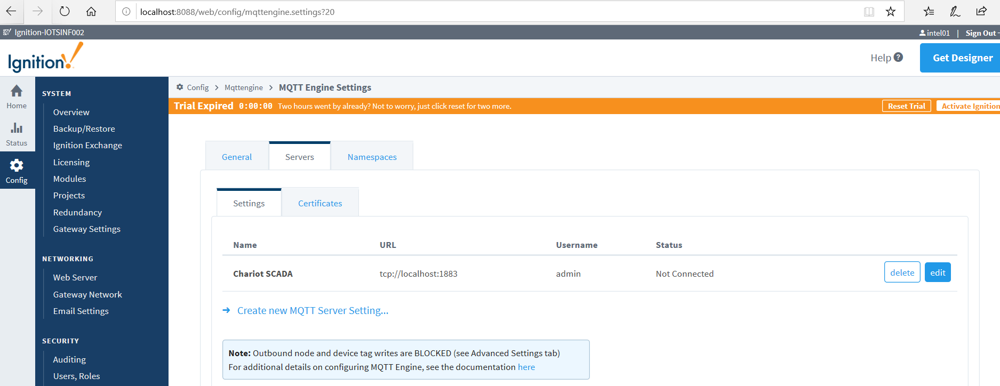 localhost:8088/web/config/mqttengine.settings?20
Ignition-IOTSINF002
intel01 | Sign Out
Ignition!
Help ?
Get Designer
Home
Status
Config
SYSTEM
Overview
Backup/Restore
Ignition Exchange
Licensing
Modules
Projects
Redundancy
Gateway Settings
NETWORKING
Web Server
Gateway Network
Email Settings
SECURITY
Auditing
Users, Roles
Config > Mqttengine > MQTT Engine Settings
Trial Expired 0:00:00 Two hours went by already? Not to worry, just click reset for two more.
Reset Trial
Activate Ignition
General
Servers
Namespaces
Settings
Certificates
Name URL Username Status
Chariot SCADA tcp://localhost:1883 admin Not Connected delete edit
Create new MQTT Server Setting...
Note: Outbound node and device tag writes are BLOCKED (see Advanced Settings tab)
For additional details on configuring MQTT Engine, see the documentation here